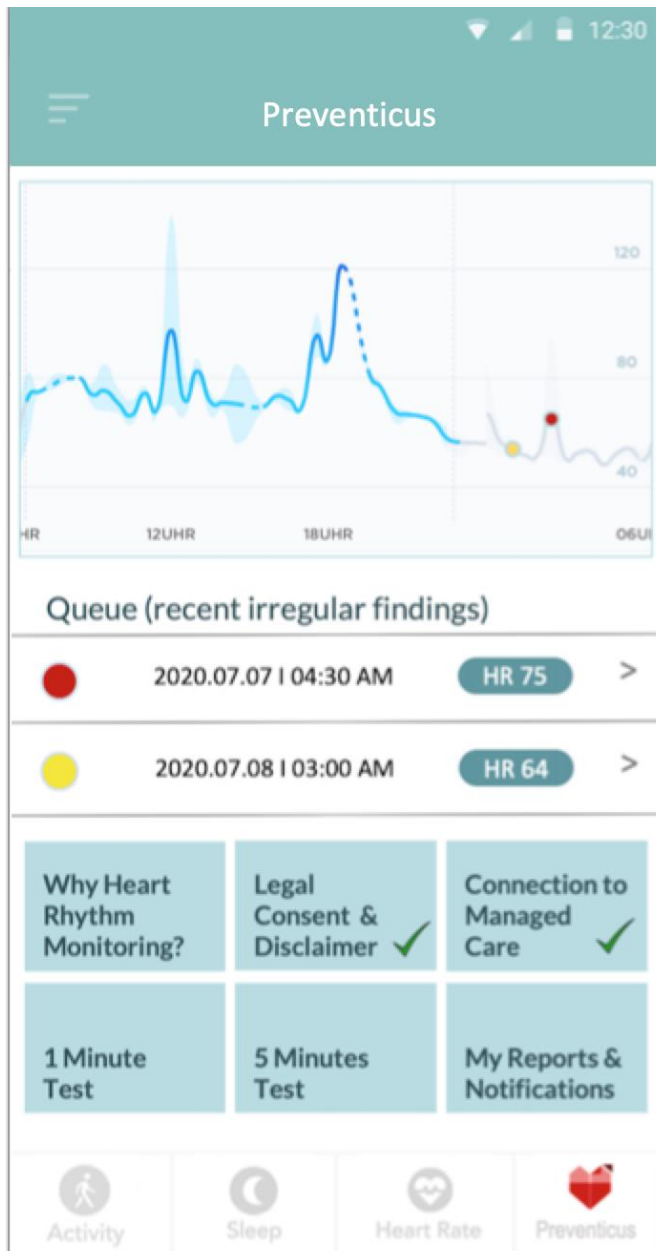 12:30
Preventicus
120
80
40
HR 12UHR 18UHR 06U
Queue (recent irregular findings)
2020.07.07 I 04:30 AM HR 75 >
2020.07.08 I 03:00 AM HR 64 >
Why Heart
Rhythm
Monitoring?
Legal
Consent &
Disclaimer
Connection to
Managed
Care
1 Minute
Test
5 Minutes
Test
My Reports &
Notifications
Activity Sleep Heart Rate Preventicus